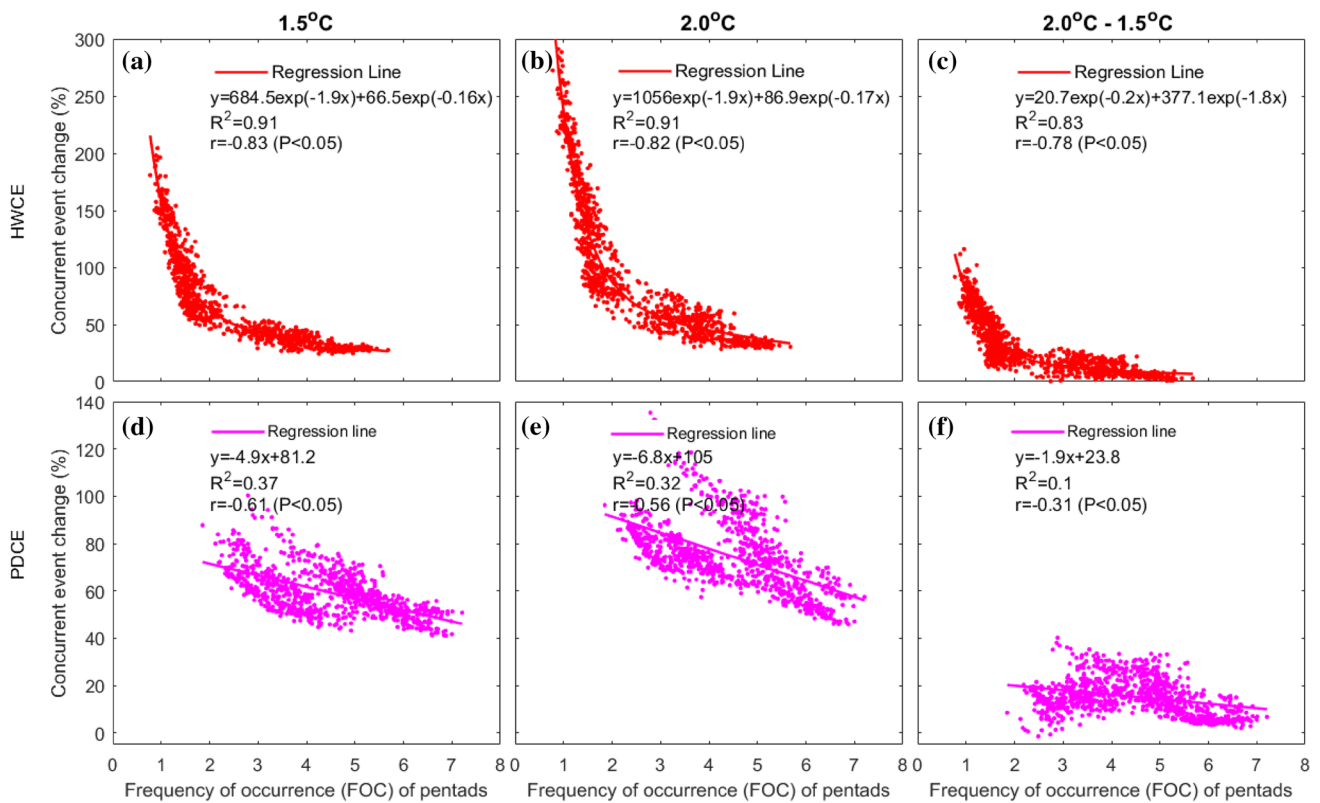 1.5°C
2.0°C
2.0°C - 1.5°C
HWCE
Concurrent event change (%)
300
250
200
150
100
50
0
(a)
Regression Line
y=684.5exp(-1.9x)+66.5exp(-0.16x)
R²=0.91
r=-0.83 (P<0.05)
(b)
Regression Line
y=1056exp(-1.9x)+86.9exp(-0.17x)
R²=0.91
r=-0.82 (P<0.05)
(c)
Regression Line
y=20.7exp(-0.2x)+377.1exp(-1.8x)
R²=0.83
r=-0.78 (P<0.05)
PDCE
Concurrent event change (%)
140
120
100
80
60
40
20
0
(d)
Regression line
y=-4.9x+81.2
R²=0.37
r=-0.61 (P<0.05)
(e)
Regression line
y=-6.8x+105
R²=0.32
r=-0.56 (P<0.05)
(f)
Regression line
y=-1.9x+23.8
R²=0.1
r=-0.31 (P<0.05)
0 1 2 3 4 5 6 7 8
0 1 2 3 4 5 6 7 8
0 1 2 3 4 5 6 7 8
Frequency of occurrence (FOC) of pentads
Frequency of occurrence (FOC) of pentads
Frequency of occurrence (FOC) of pentads